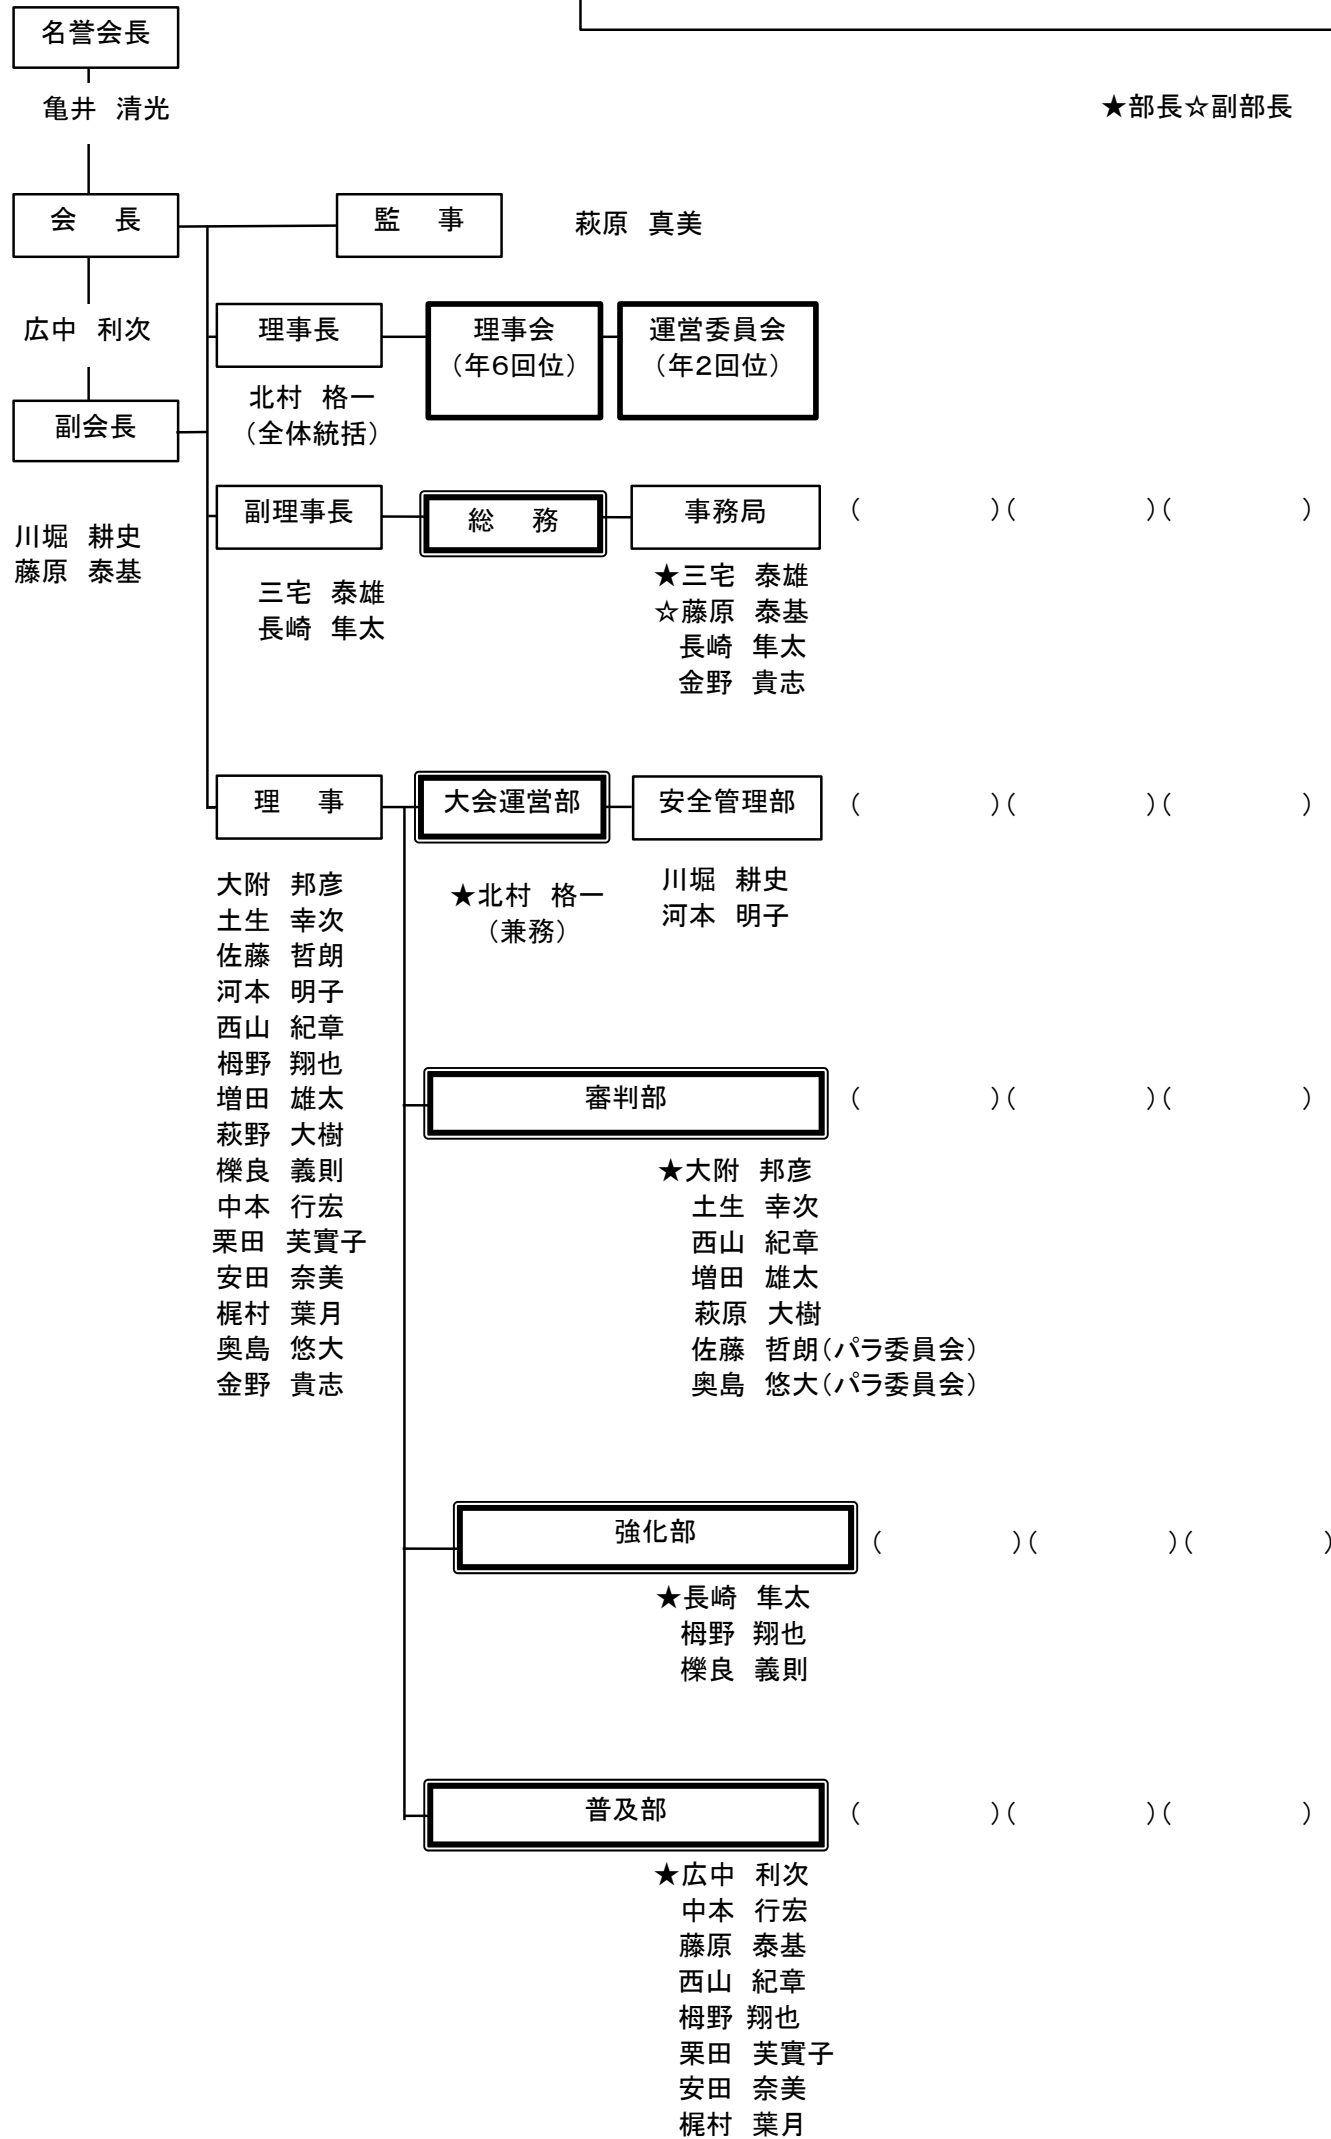 名誉会長
亀井 清光
★部長☆副部長
会 長
監 事
萩原 真美
広中 利次
理事長
理事会
（年6回位）
運営委員会
（年2回位）
北村 格一
（全体統括）
副会長
川堀 耕史
藤原 泰基
副理事長
総 務
事務局
（ ）（ ）（ ）
三宅 泰雄
長崎 隼太
★三宅 泰雄
☆藤原 泰基
長崎 隼太
金野 貴志
理 事
大会運営部
安全管理部
（ ）（ ）（ ）
大附 邦彦
土生 幸次
佐藤 哲朗
河本 明子
西山 紀章
栂野 翔也
増田 雄太
萩野 大樹
櫟良 義則
中本 行宏
栗田 芙實子
安田 奈美
梶村 葉月
奥島 悠大
金野 貴志
★北村 格一
（兼務）
川堀 耕史
河本 明子
審判部
（ ）（ ）（ ）
★大附 邦彦
土生 幸次
西山 紀章
増田 雄太
萩原 大樹
佐藤 哲朗（パラ委員会）
奥島 悠大（パラ委員会）
強化部
（ ）（ ）（ ）
★長崎 隼太
栂野 翔也
櫟良 義則
普及部
（ ）（ ）（ ）
★広中 利次
中本 行宏
藤原 泰基
西山 紀章
栂野 翔也
栗田 芙實子
安田 奈美
梶村 葉月